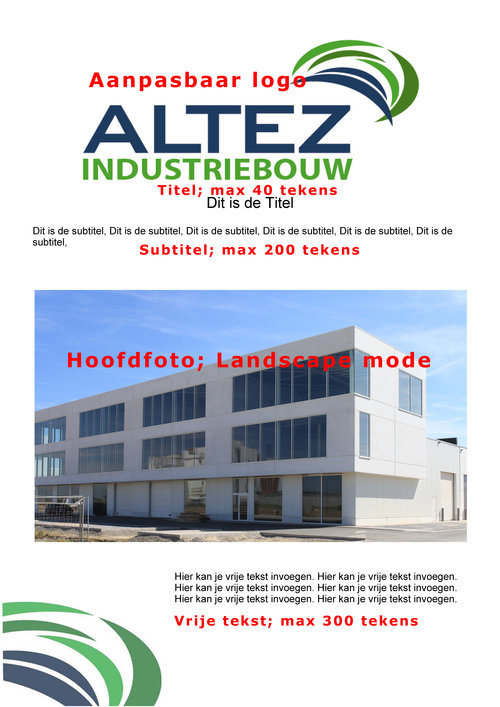 Aanpasbaar logo
ALTEZ
INDUSTRIEBOUW
Titel; max 40 tekens
Dit is de Titel
Dit is de subtitel, Dit is de subtitel, Dit is de subtitel, Dit is de subtitel, Dit is de subtitel, Dit is de
subtitel,
Subtitel; max 200 tekens
Hoofdfoto; Landscape mode
Hier kan je vrije tekst invoegen. Hier kan je vrije tekst invoegen.
Hier kan je vrije tekst invoegen. Hier kan je vrije tekst invoegen.
Hier kan je vrije tekst invoegen. Hier kan je vrije tekst invoegen.
Vrije tekst; max 300 tekens